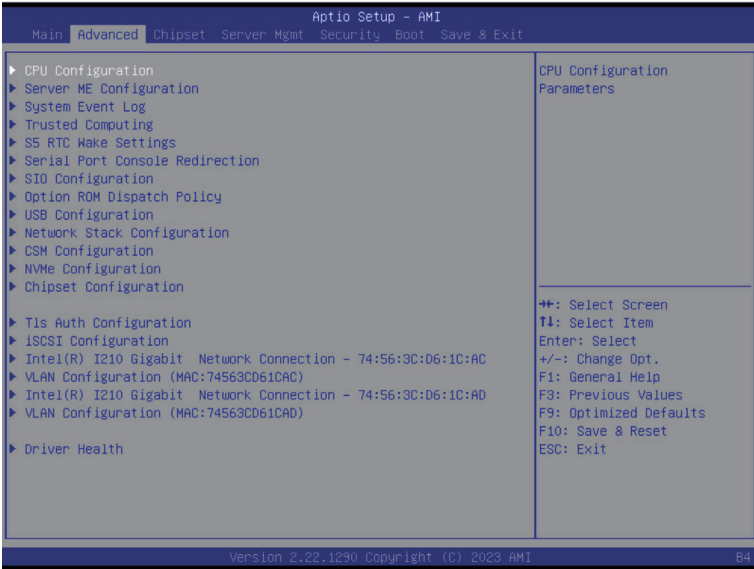 Aptio Setup - AMI
Main Advanced Chipset Server Mgmt Security Boot Save & Exit
CPU Configuration
Server ME Configuration
System Event Log
Trusted Computing
S5 RTC Wake Settings
Serial Port Console Redirection
SIO Configuration
Option ROM Dispatch Policy
USB Configuration
Network Stack Configuration
CSM Configuration
NVMe Configuration
Chipset Configuration
Tls Auth Configuration
iSCSI Configuration
Intel(R) I210 Gigabit  Network Connection - 74:56:3C:D6:1C:AC
VLAN Configuration (MAC:74563CD61CAC)
Intel(R) I210 Gigabit  Network Connection - 74:56:3C:D6:1C:AD
VLAN Configuration (MAC:74563CD61CAD)
Driver Health
CPU Configuration
Parameters
→←: Select Screen
↑↓: Select Item
Enter: Select
+/-: Change Opt.
F1: General Help
F3: Previous Values
F9: Optimized Defaults
F10: Save & Reset
ESC: Exit
Version 2.22.1290 Copyright (C) 2023 AMI
B4